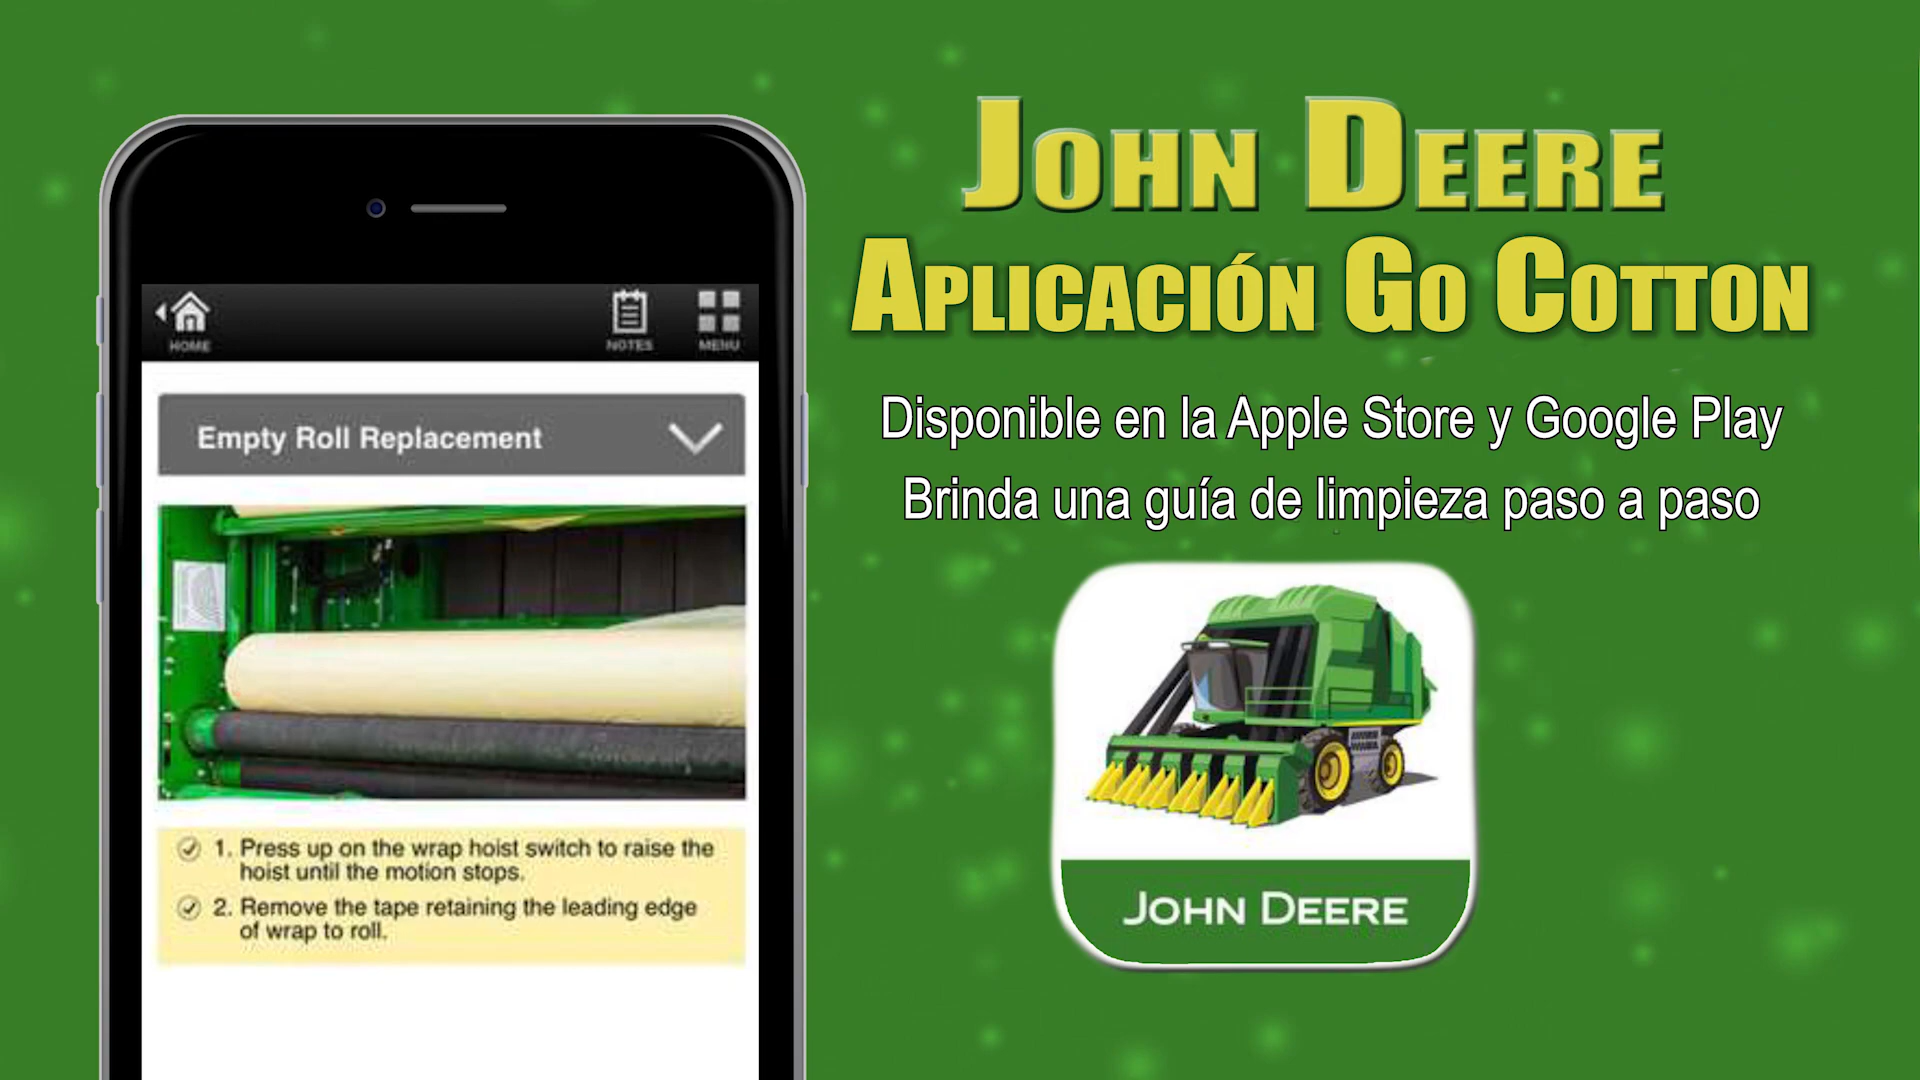 JOHN DEERE
APLICACIÓN GO COTTON
Disponible en la Apple Store y Google Play
Brinda una guía de limpieza paso a paso
HOME
NOTES
MENU
Empty Roll Replacement
1. Press up on the wrap hoist switch to raise the
hoist until the motion stops.
2. Remove the tape retaining the leading edge
of wrap to roll.
JOHN DEERE